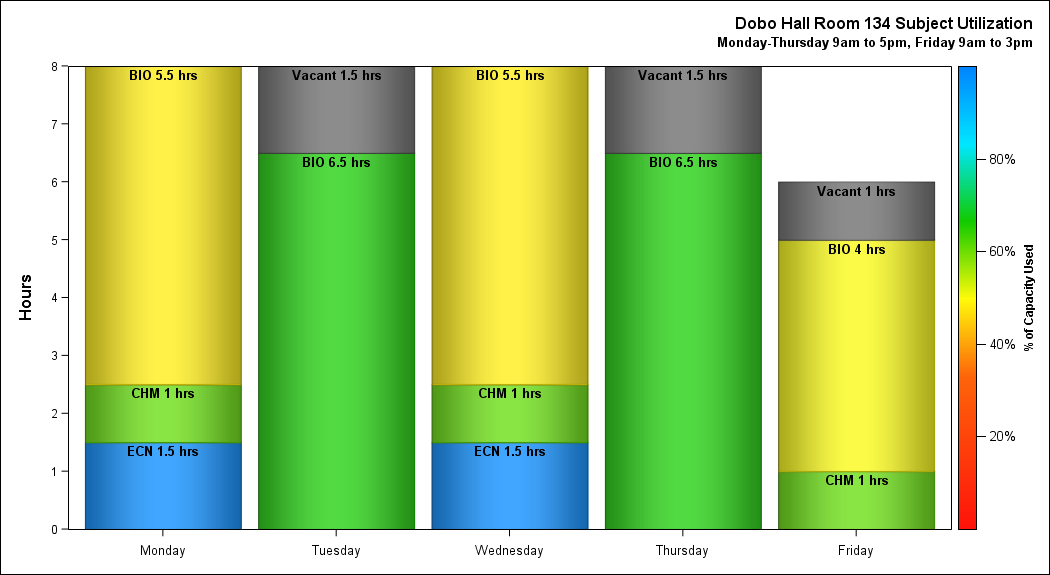 Dobo Hall Room 134 Subject Utilization
Monday-Thursday 9am to 5pm, Friday 9am to 3pm
Hours
8
7
6
5
4
3
2
1
0
BIO 5.5 hrs
CHM 1 hrs
ECN 1.5 hrs
Vacant 1.5 hrs
BIO 6.5 hrs
BIO 5.5 hrs
CHM 1 hrs
ECN 1.5 hrs
Vacant 1.5 hrs
BIO 6.5 hrs
Vacant 1 hrs
BIO 4 hrs
CHM 1 hrs
Monday
Tuesday
Wednesday
Thursday
Friday
80%
60%
40%
20%
% of Capacity Used